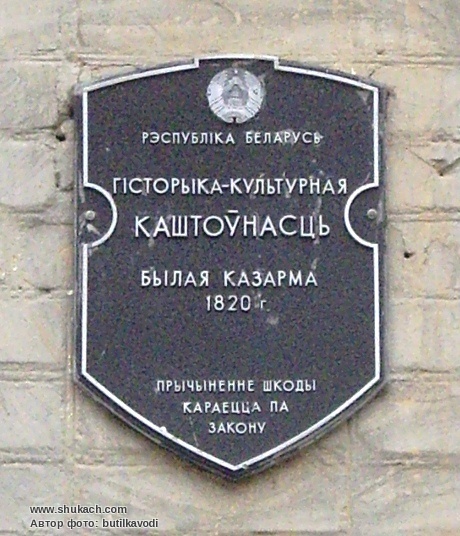 РЭСПУБЛІКА БЕЛАРУСЬ
ГІСТОРЫКА-КУЛЬТУРНАЯ
КАШТОЎНАСЦЬ
БЫЛАЯ КАЗАРМА
1820 г.
ПРЫЧЫНЕННЕ ШКОДЫ
КАРАЕЦЦА ПА
ЗАКОНУ
www.shukach.com
Автор фото: butilkavodi